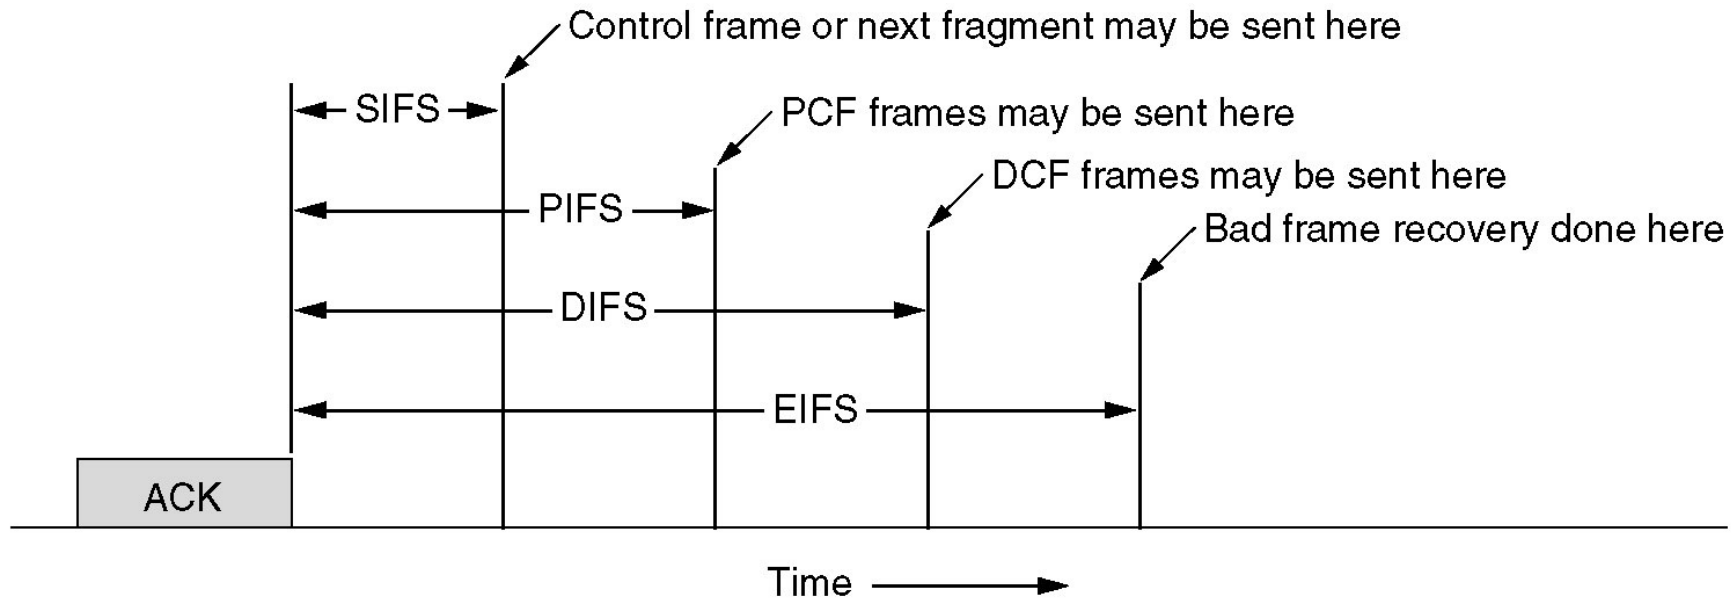 Control frame or next fragment may be sent here
SIFS
PCF frames may be sent here
DCF frames may be sent here
PIFS
Bad frame recovery done here
DIFS
EIFS
ACK
Time